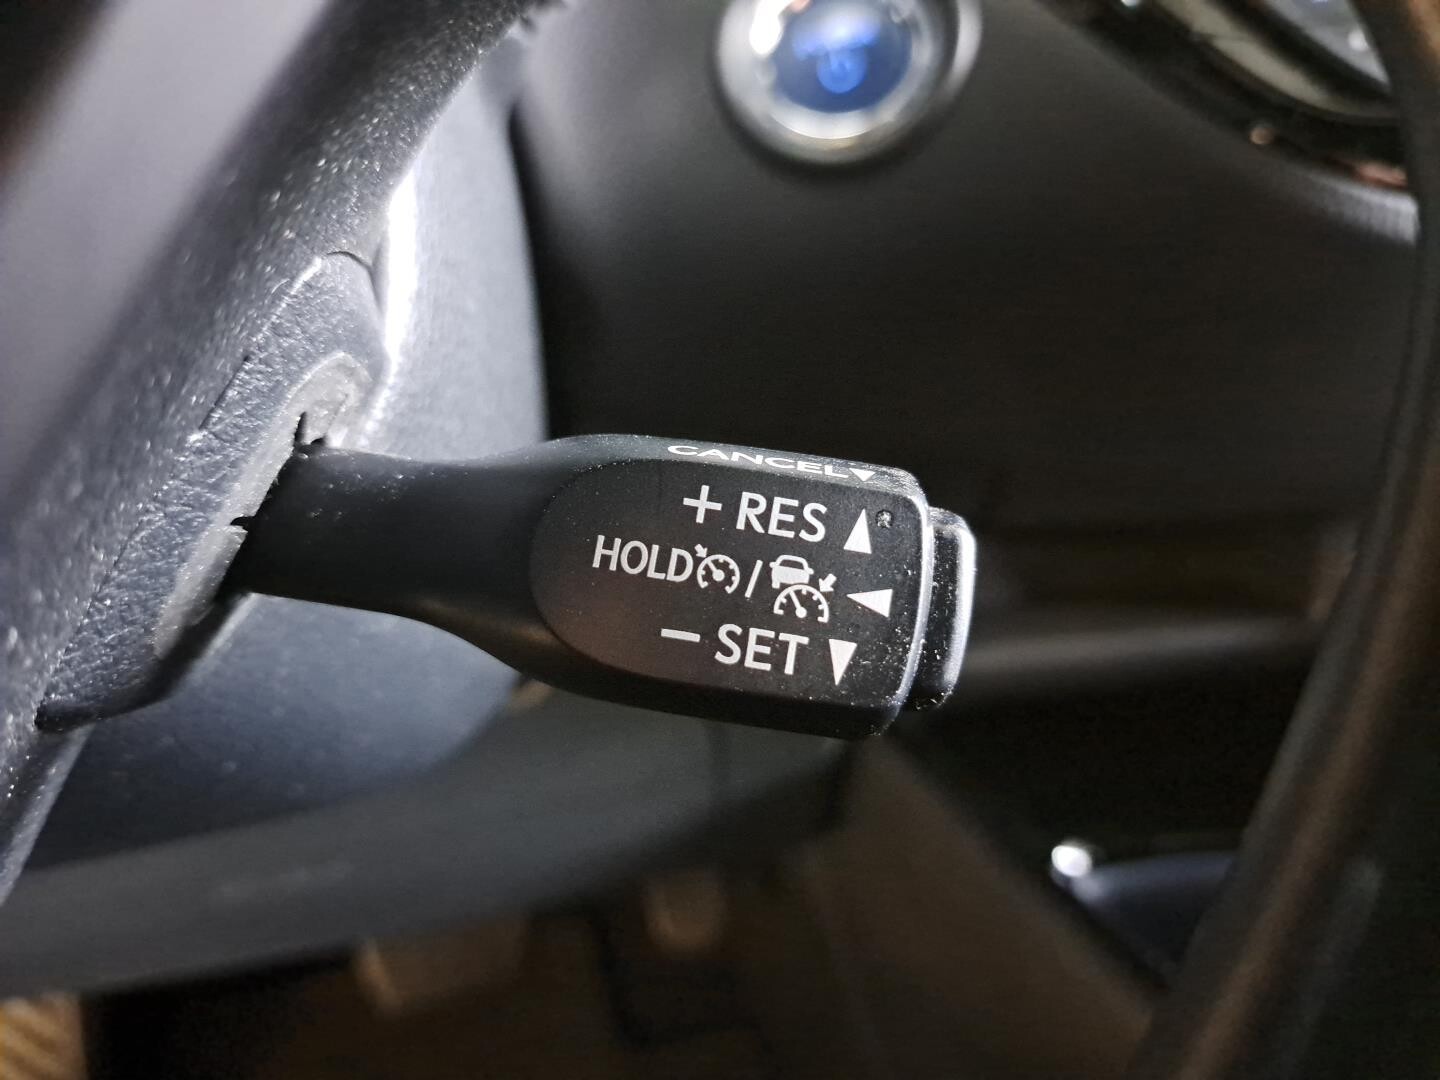 CANCEL
+ RES
HOLD /
- SET